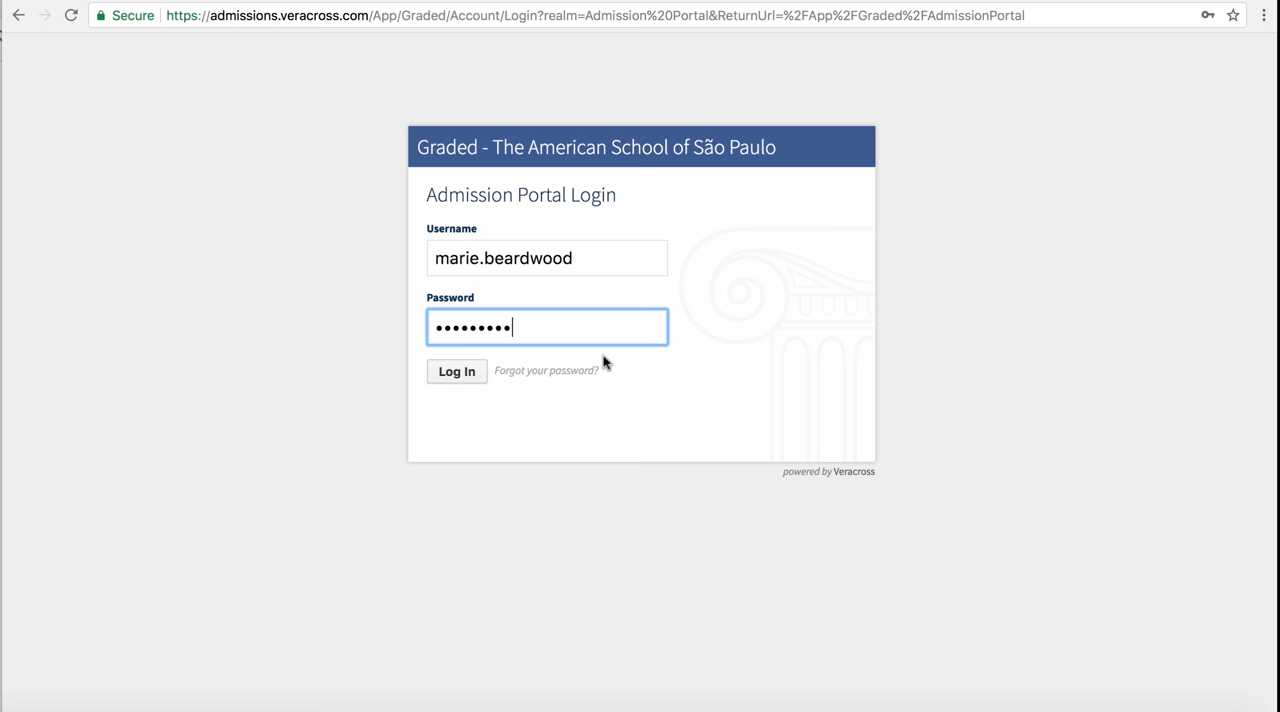 Secure https://admissions.veracross.com/App/Graded/Account/Login?realm=Admission%20Portal&ReturnUrl=%2FApp%2FGraded%2FAdmissionPortal
Graded - The American School of São Paulo
Admission Portal Login
Username
marie.beardwood
Password
•••••••••
Log In Forgot your password?
powered by Veracross